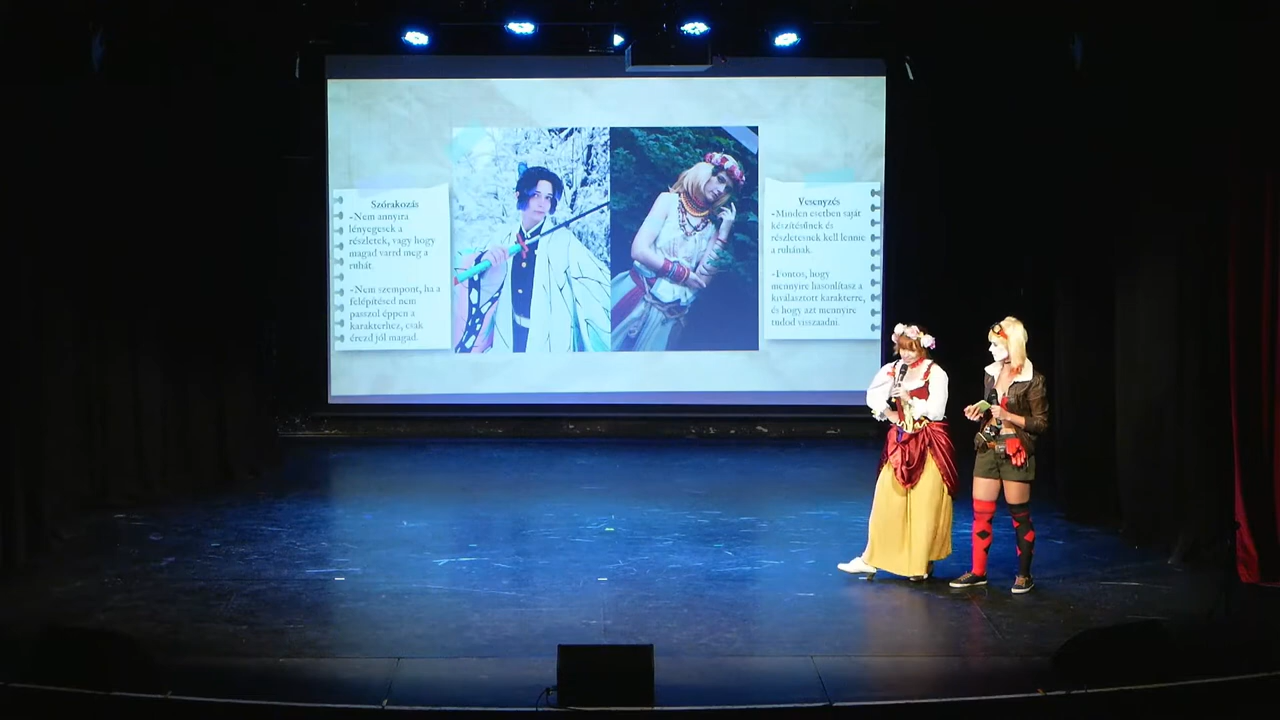 Szórakozás
-Nem annyira
lényegesek a
részletek, vagy hogy
magad varrd meg a
ruhát.
-Nem szempont, ha a
felépítésed nem
passzol éppen a
karakterhez, csak
érezd jól magad.
Vesenyzés
-Minden esetben saját
készítésűnek és
részletesnek kell lennie
a ruhának.
-Fontos, hogy
mennyire hasonlítasz a
kiválasztott karakterre,
és hogy azt mennyire
tudod visszaadni.